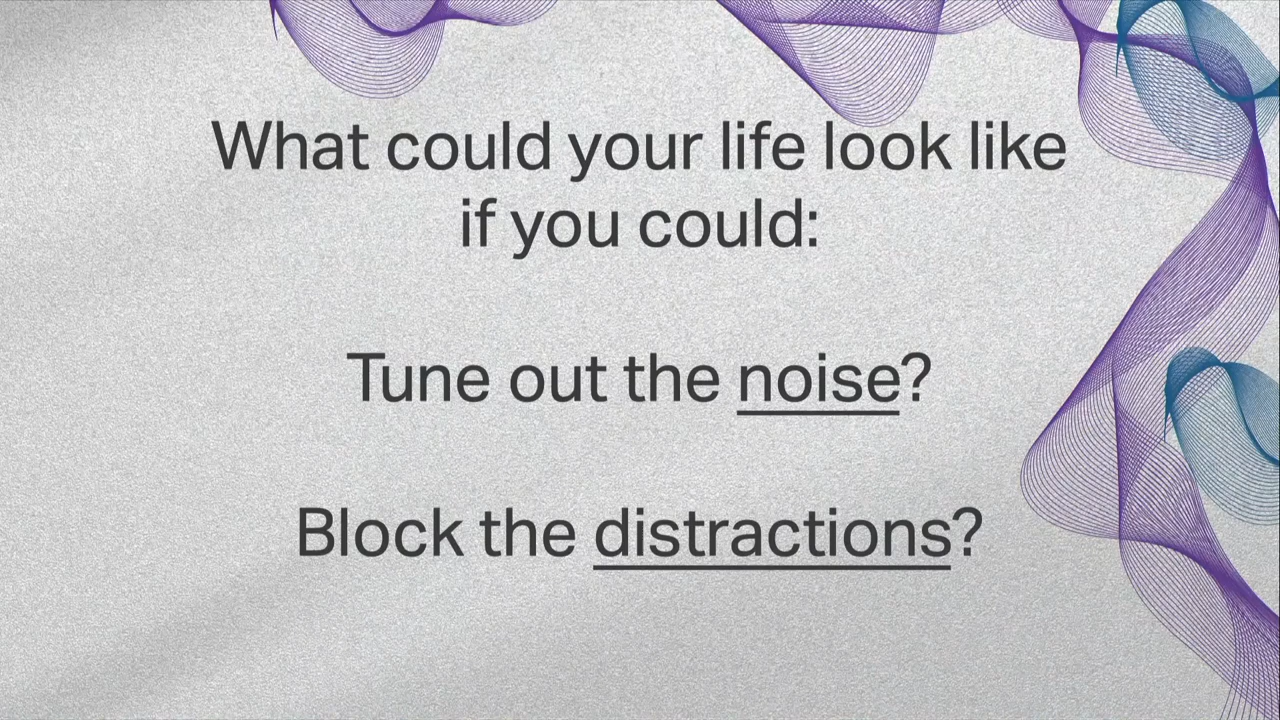 What could your life look like
if you could:
Tune out the noise?
Block the distractions?